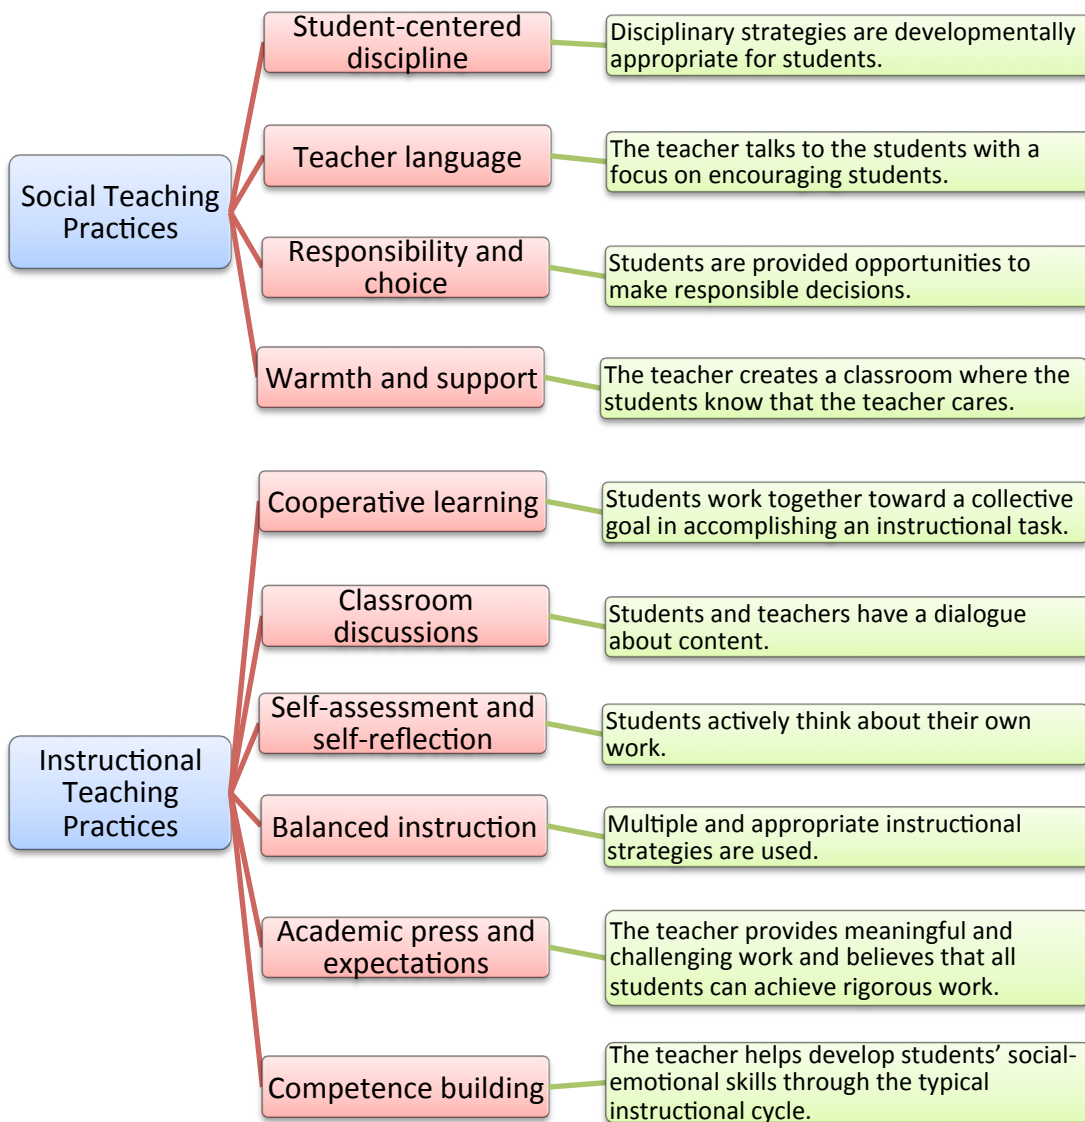 Social Teaching
Practices
Student-centered
discipline
Disciplinary strategies are developmentally
appropriate for students.
Teacher language
The teacher talks to the students with a
focus on encouraging students.
Responsibility and
choice
Students are provided opportunities to
make responsible decisions.
Warmth and support
The teacher creates a classroom where the
students know that the teacher cares.
Instructional
Teaching
Practices
Cooperative learning
Students work together toward a collective
goal in accomplishing an instructional task.
Classroom
discussions
Students and teachers have a dialogue
about content.
Self-assessment and
self-reflection
Students actively think about their own
work.
Balanced instruction
Multiple and appropriate instructional
strategies are used.
Academic press and
expectations
The teacher provides meaningful and
challenging work and believes that all
students can achieve rigorous work.
Competence building
The teacher helps develop students’ social-
emotional skills through the typical
instructional cycle.